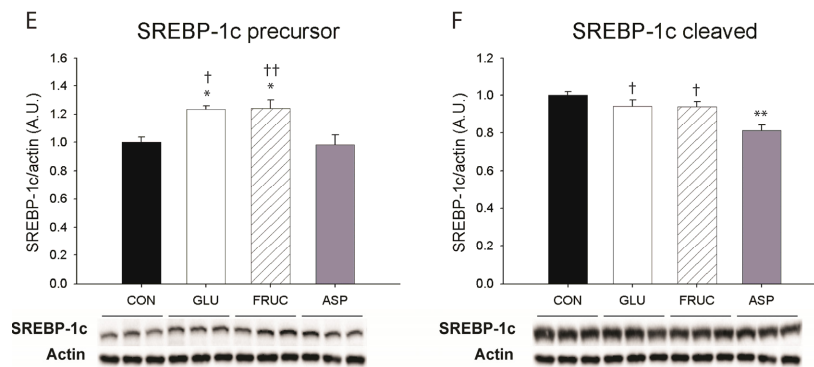 E
SREBP-1c precursor
SREBP-1c/actin (A.U.)
1.6
1.4
1.2
1.0
0.8
0.6
0.4
0.2
0.0
†
*
††
*
CON GLU FRUC ASP
SREBP-1c
Actin
F
SREBP-1c cleaved
SREBP-1c/actin (A.U.)
1.2
1.0
0.8
0.6
0.4
0.2
0.0
†
†
**
CON GLU FRUC ASP
SREBP-1c
Actin